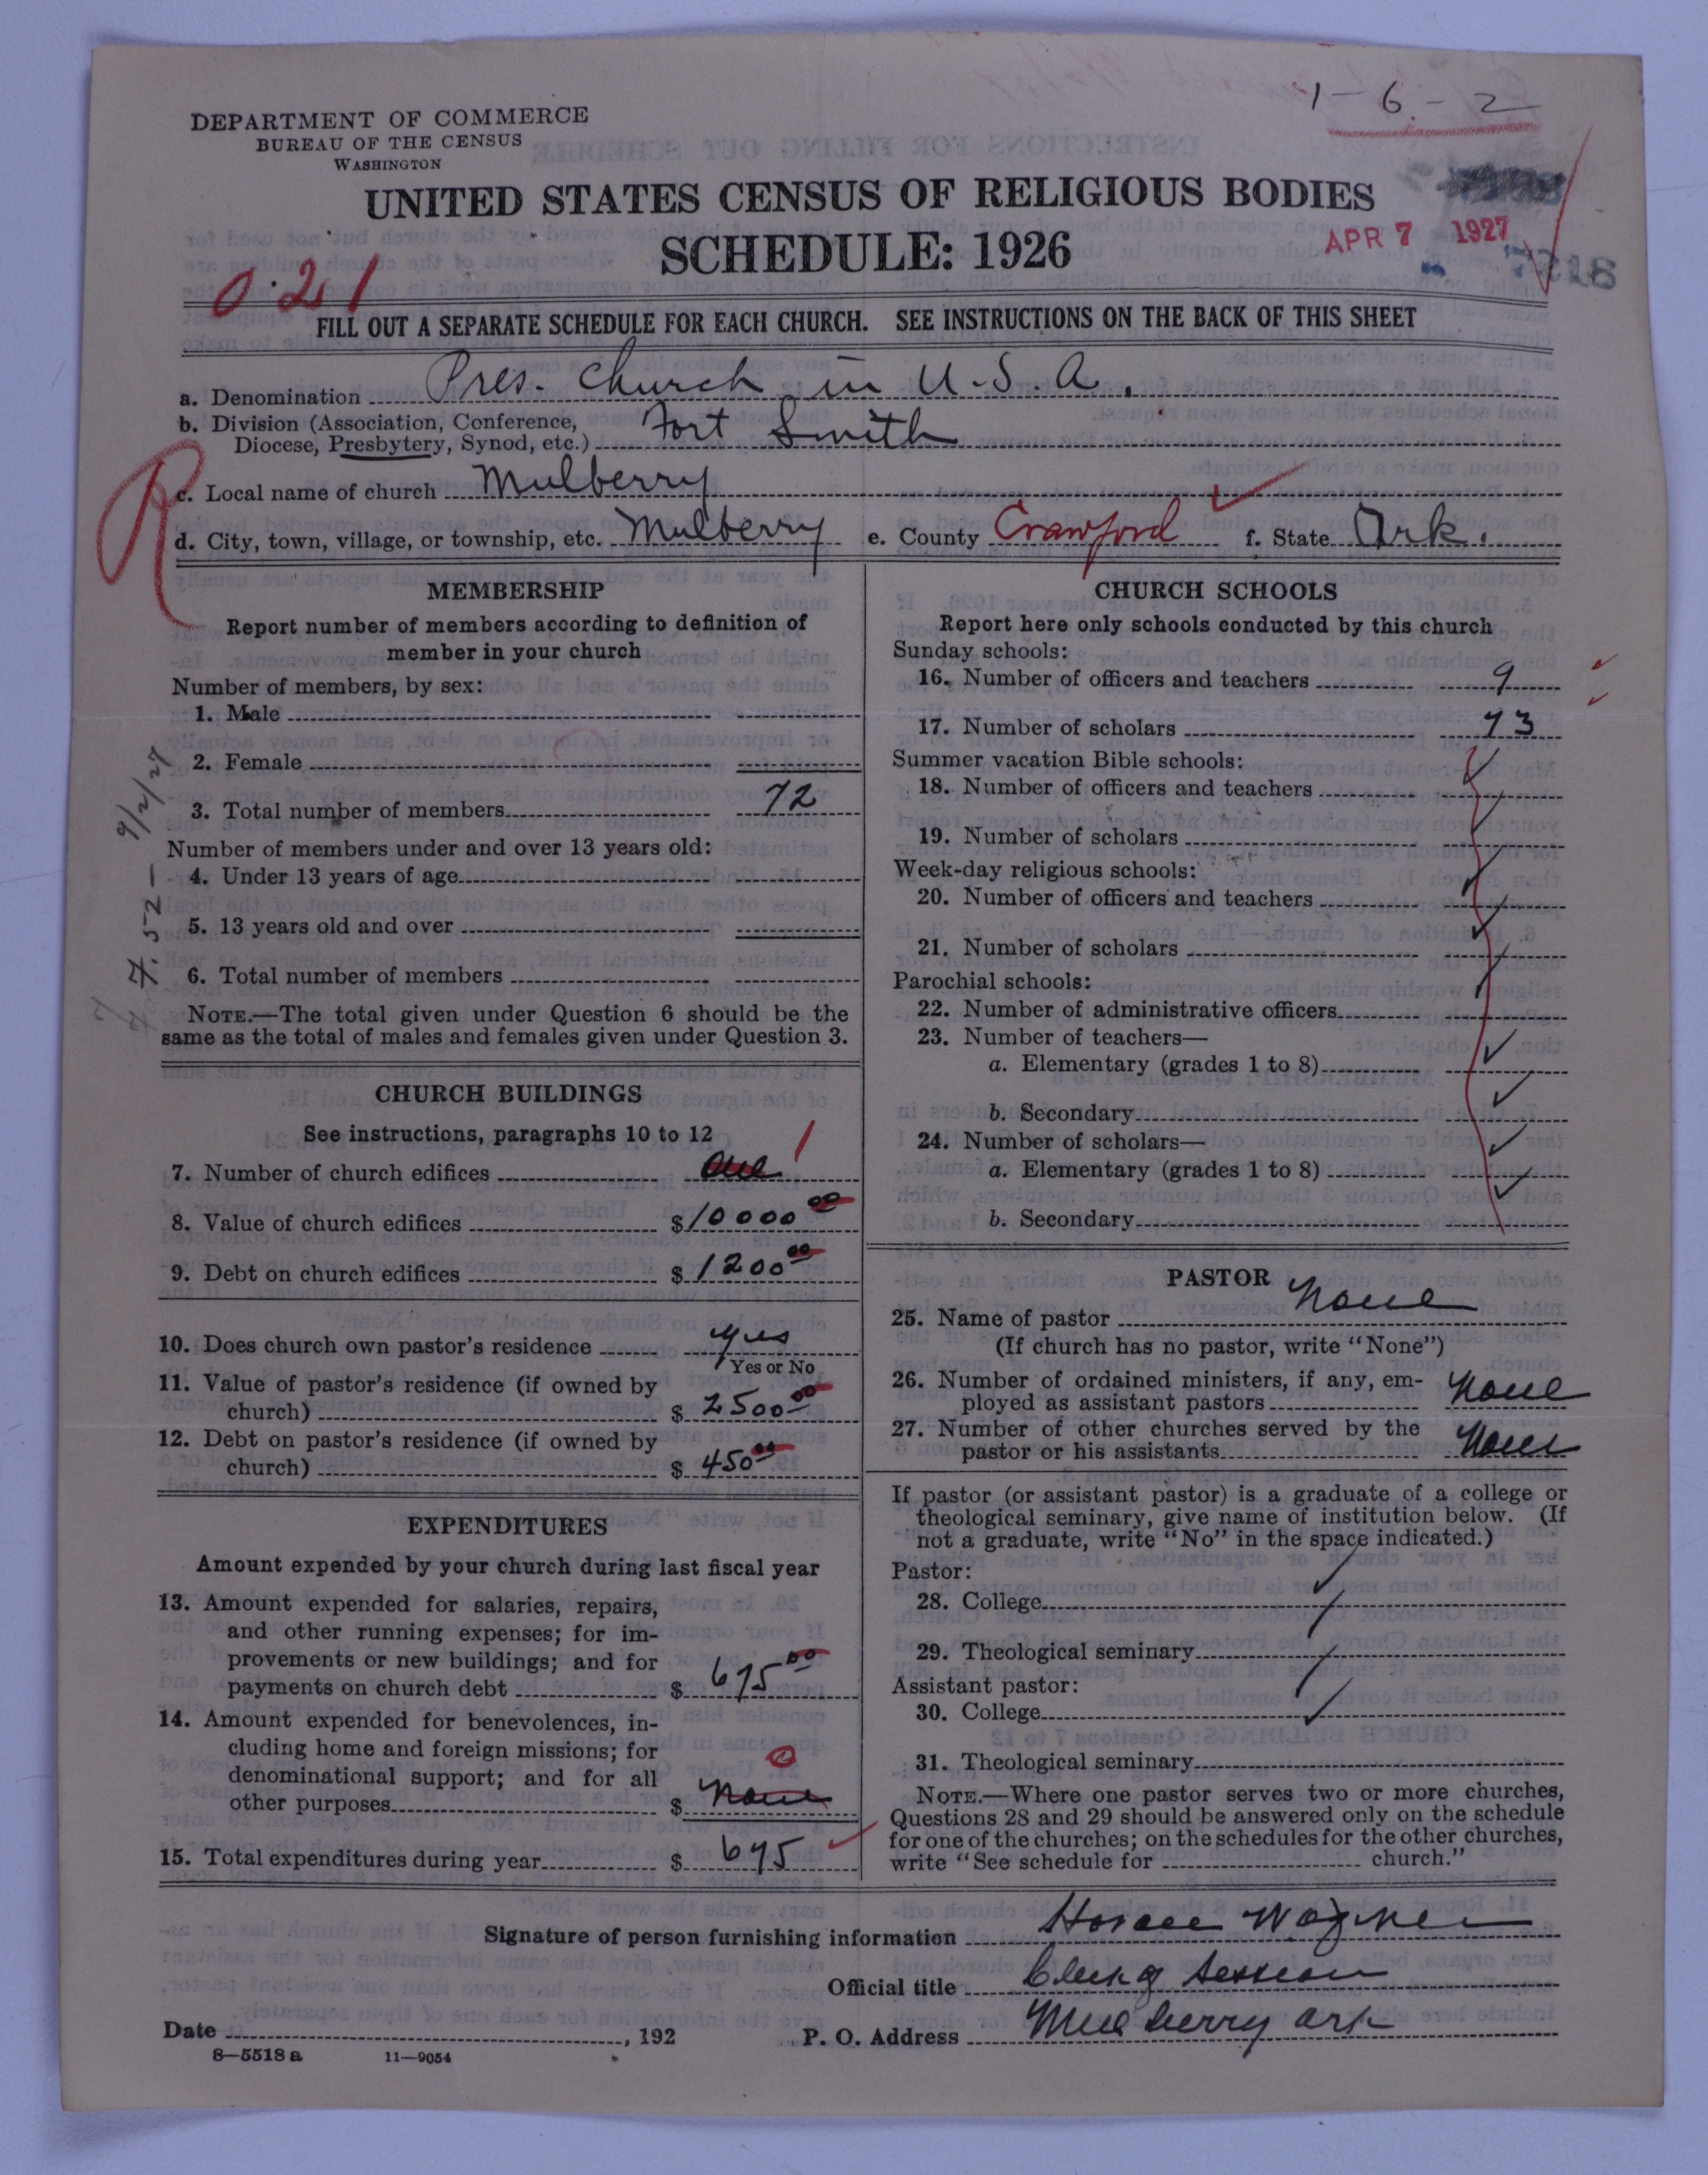 1-6-2
DEPARTMENT OF COMMERCE
BUREAU OF THE CENSUS
WASHINGTON
UNITED STATES CENSUS OF RELIGIOUS BODIES
SCHEDULE: 1926
APR 7 1927
7218
0.21
FILL OUT A SEPARATE SCHEDULE FOR EACH CHURCH. SEE INSTRUCTIONS ON THE BACK OF THIS SHEET
a. Denomination Pres. Church in U.S.A.
b. Division (Association, Conference,
Diocese, Presbytery, Synod, etc.) Fort Smith
R
c. Local name of church Mulberry
d. City, town, village, or township, etc. Mulberry e. County Crawford f. State Ark.
MEMBERSHIP
Report number of members according to definition of
member in your church
Number of members, by sex:
1. Male
2. Female
3. Total number of members 72
Number of members under and over 13 years old:
4. Under 13 years of age
5. 13 years old and over
6. Total number of members
NOTE.—The total given under Question 6 should be the
same as the total of males and females given under Question 3.
CHURCH BUILDINGS
See instructions, paragraphs 10 to 12
7. Number of church edifices One 1
8. Value of church edifices $ 10000 00
9. Debt on church edifices $ 1200 00
10. Does church own pastor's residence yes
Yes or No
11. Value of pastor's residence (if owned by
church) $ 2500 00
12. Debt on pastor's residence (if owned by
church) $ 450 00
EXPENDITURES
Amount expended by your church during last fiscal year
13. Amount expended for salaries, repairs,
and other running expenses; for im-
provements or new buildings; and for
payments on church debt $ 675 00
14. Amount expended for benevolences, in-
cluding home and foreign missions; for
denominational support; and for all
other purposes $ None 0
15. Total expenditures during year $ 675
CHURCH SCHOOLS
Report here only schools conducted by this church
Sunday schools:
16. Number of officers and teachers 9
17. Number of scholars 73
Summer vacation Bible schools:
18. Number of officers and teachers
19. Number of scholars
Week-day religious schools:
20. Number of officers and teachers
21. Number of scholars
Parochial schools:
22. Number of administrative officers
23. Number of teachers—
a. Elementary (grades 1 to 8)
b. Secondary
24. Number of scholars—
a. Elementary (grades 1 to 8)
b. Secondary
PASTOR
25. Name of pastor None
(If church has no pastor, write "None")
26. Number of ordained ministers, if any, em-
ployed as assistant pastors None
27. Number of other churches served by the
pastor or his assistants None
If pastor (or assistant pastor) is a graduate of a college or
theological seminary, give name of institution below. (If
not a graduate, write "No" in the space indicated.)
Pastor:
28. College
29. Theological seminary
Assistant pastor:
30. College
31. Theological seminary
NOTE.—Where one pastor serves two or more churches,
Questions 28 and 29 should be answered only on the schedule
for one of the churches; on the schedules for the other churches,
write "See schedule for church."
Signature of person furnishing information Horace Wagner
Official title Clerk of Session
Date , 192 P. O. Address Mulberry Ark
8—5518a 11—9054